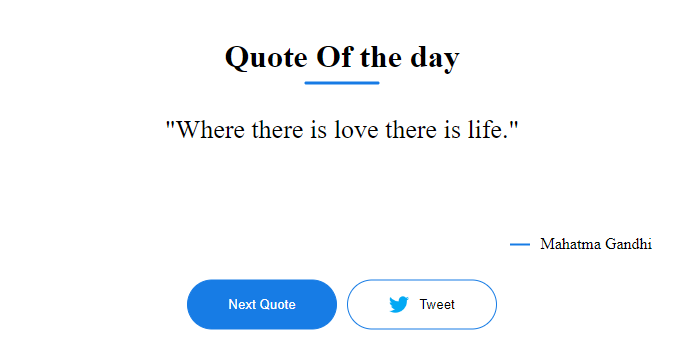 Quote Of the day
"Where there is love there is life."
Mahatma Gandhi
Next Quote
Tweet